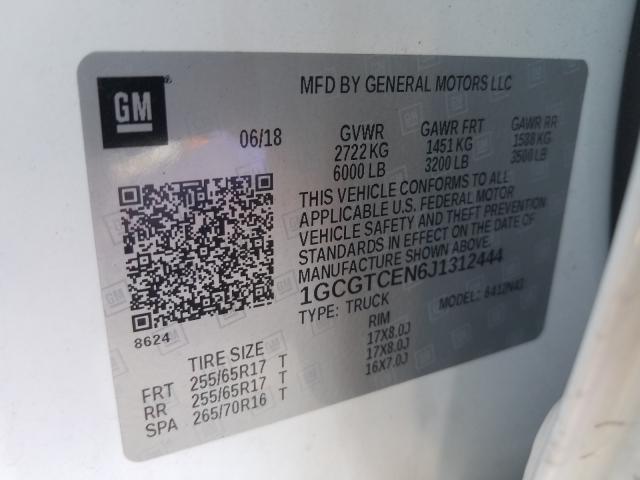 GM
MFD BY GENERAL MOTORS LLC
06/18
GVWR GAWR FRT GAWR RR
2722 KG 1451 KG 1588 KG
6000 LB 3200 LB 3500 LB
THIS VEHICLE CONFORMS TO ALL
APPLICABLE U.S. FEDERAL MOTOR
VEHICLE SAFETY AND THEFT PREVENTION
STANDARDS IN EFFECT ON THE DATE OF
MANUFACTURE SHOWN ABOVE.
1GCGTCEN6J1312444
TYPE: TRUCK MODEL:
8624
TIRE SIZE RIM
FRT 255/65R17 T 17X8.0J
RR 255/65R17 T 17X8.0J
SPA 265/70R16 T 16X7.0J